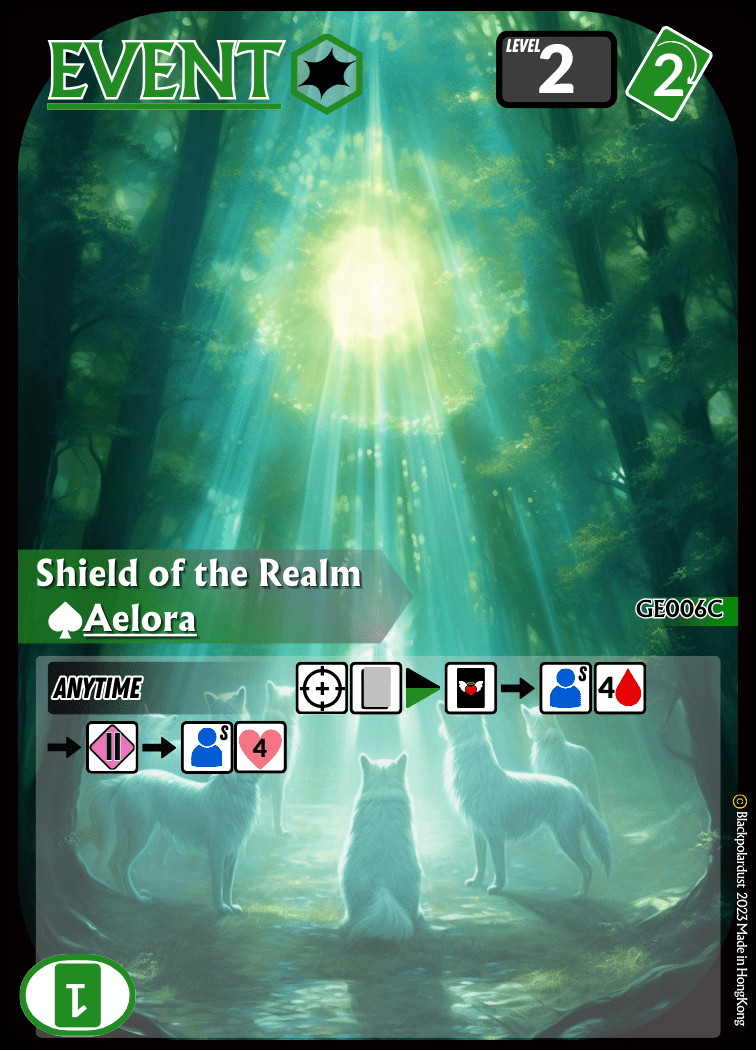 EVENT
LEVEL 2
2
Shield of the Realm
Aelora
GE006C
ANYTIME
S
4
S
4
1
© Blackpolardust 2023 Made in HongKong